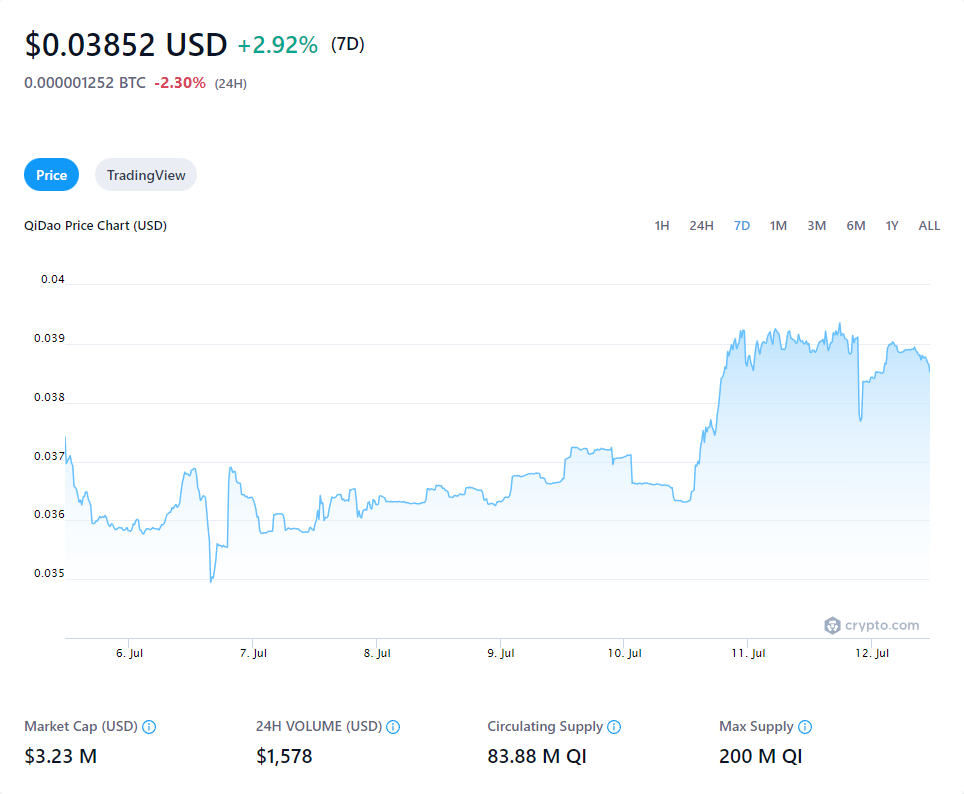 $0.03852 USD +2.92% (7D)
0.000001252 BTC -2.30% (24H)
Price TradingView
QiDao Price Chart (USD) 1H 24H 7D 1M 3M 6M 1Y ALL
0.04
0.039
0.038
0.037
0.036
0.035
crypto.com
6. Jul 7. Jul 8. Jul 9. Jul 10. Jul 11. Jul 12. Jul
Market Cap (USD) 24H VOLUME (USD) Circulating Supply Max Supply
$3.23 M $1,578 83.88 M QI 200 M QI